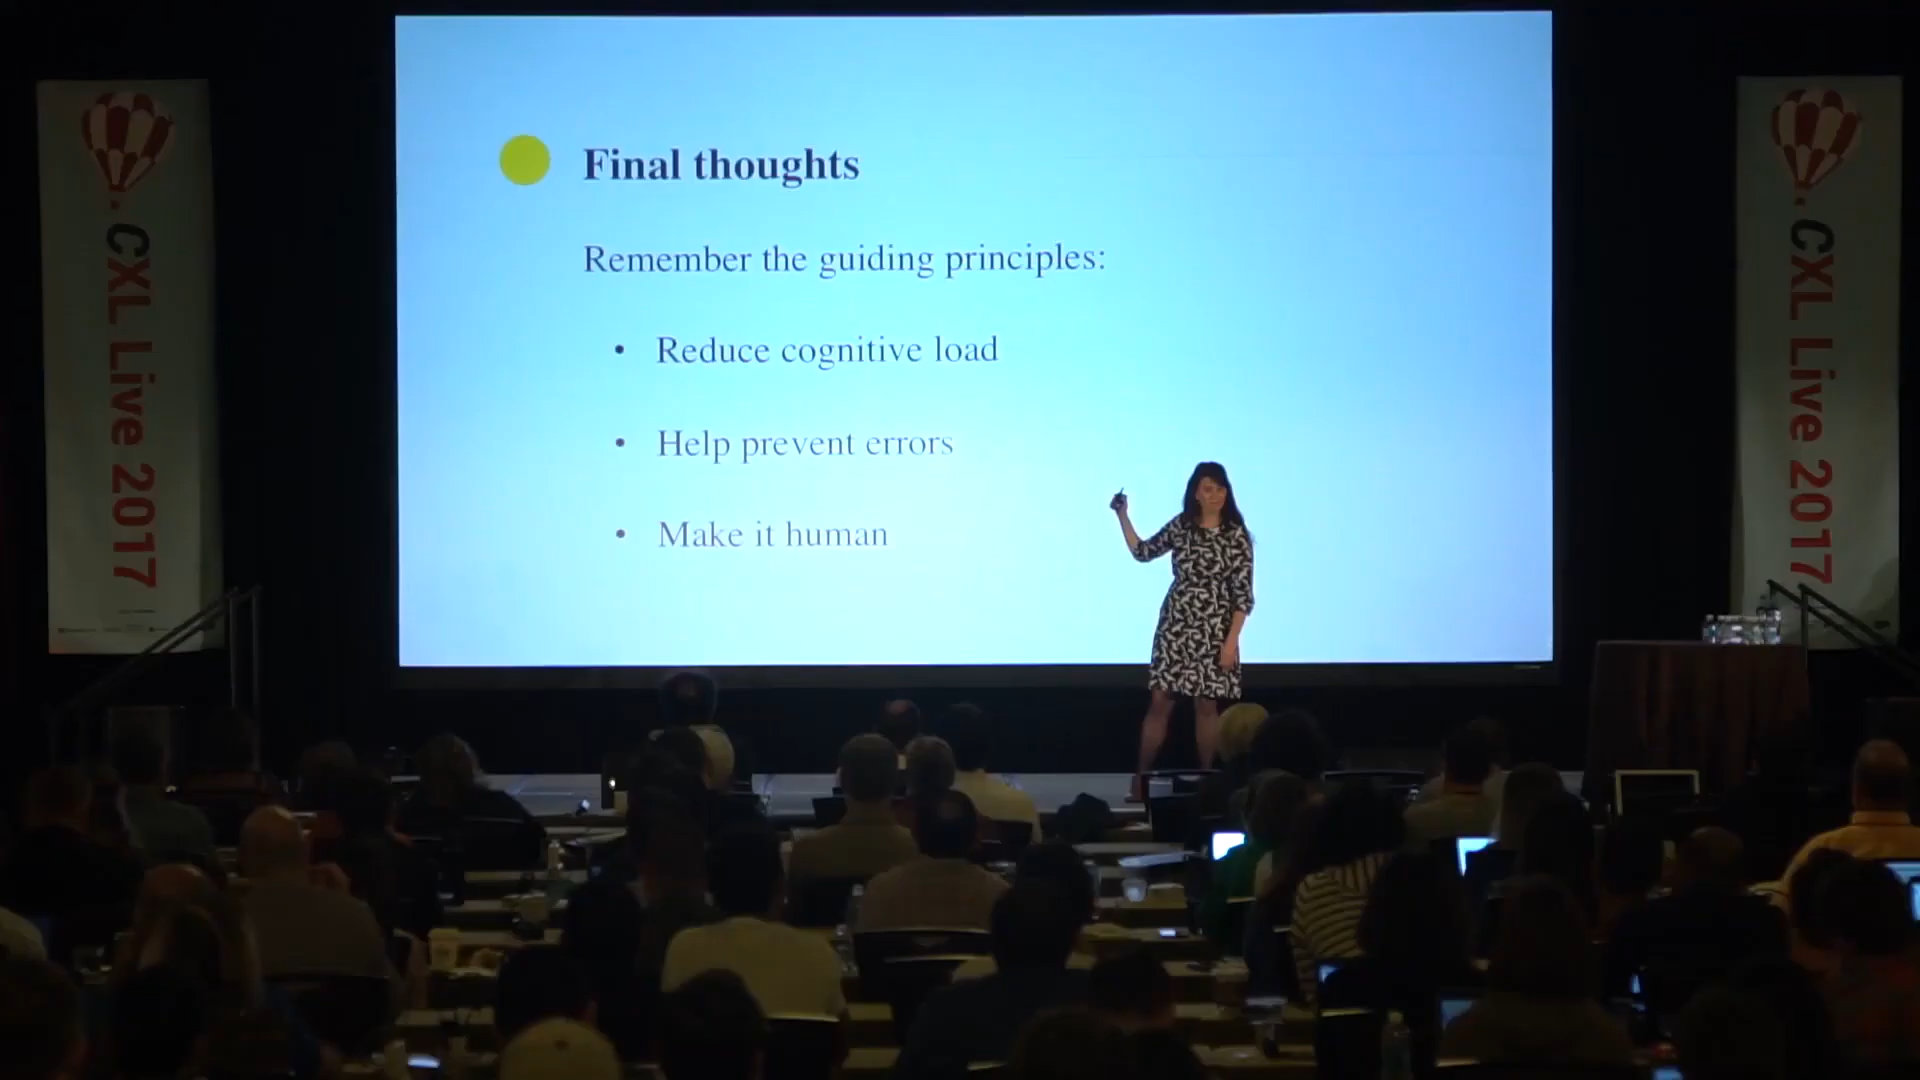 Final thoughts
Remember the guiding principles:
• Reduce cognitive load
• Help prevent errors
• Make it human
CXL Live 2017
CXL Live 2017